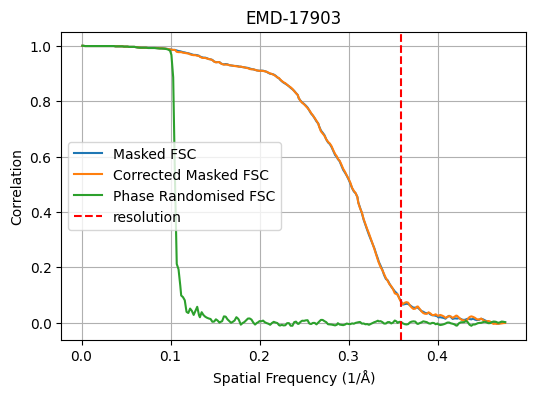 EMD-17903
1.0
0.8
0.6
0.4
0.2
0.0
Correlation
Masked FSC
Corrected Masked FSC
Phase Randomised FSC
resolution
0.0 0.1 0.2 0.3 0.4
Spatial Frequency (1/Å)